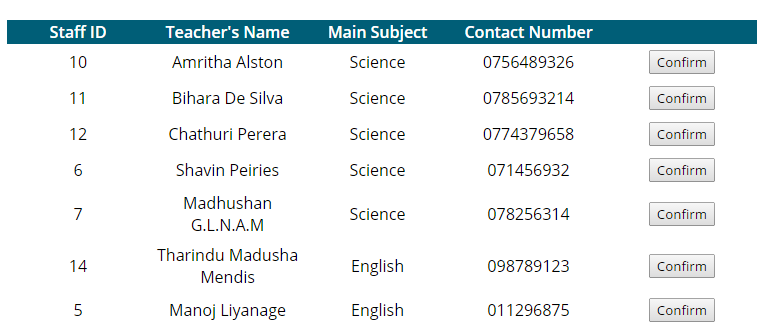 Staff ID Teacher's Name Main Subject Contact Number
10 Amritha Alston Science 0756489326 Confirm
11 Bihara De Silva Science 0785693214 Confirm
12 Chathuri Perera Science 0774379658 Confirm
6 Shavin Peiries Science 071456932 Confirm
7 Madhushan G.L.N.A.M Science 078256314 Confirm
14 Tharindu Madusha Mendis English 098789123 Confirm
5 Manoj Liyanage English 011296875 Confirm